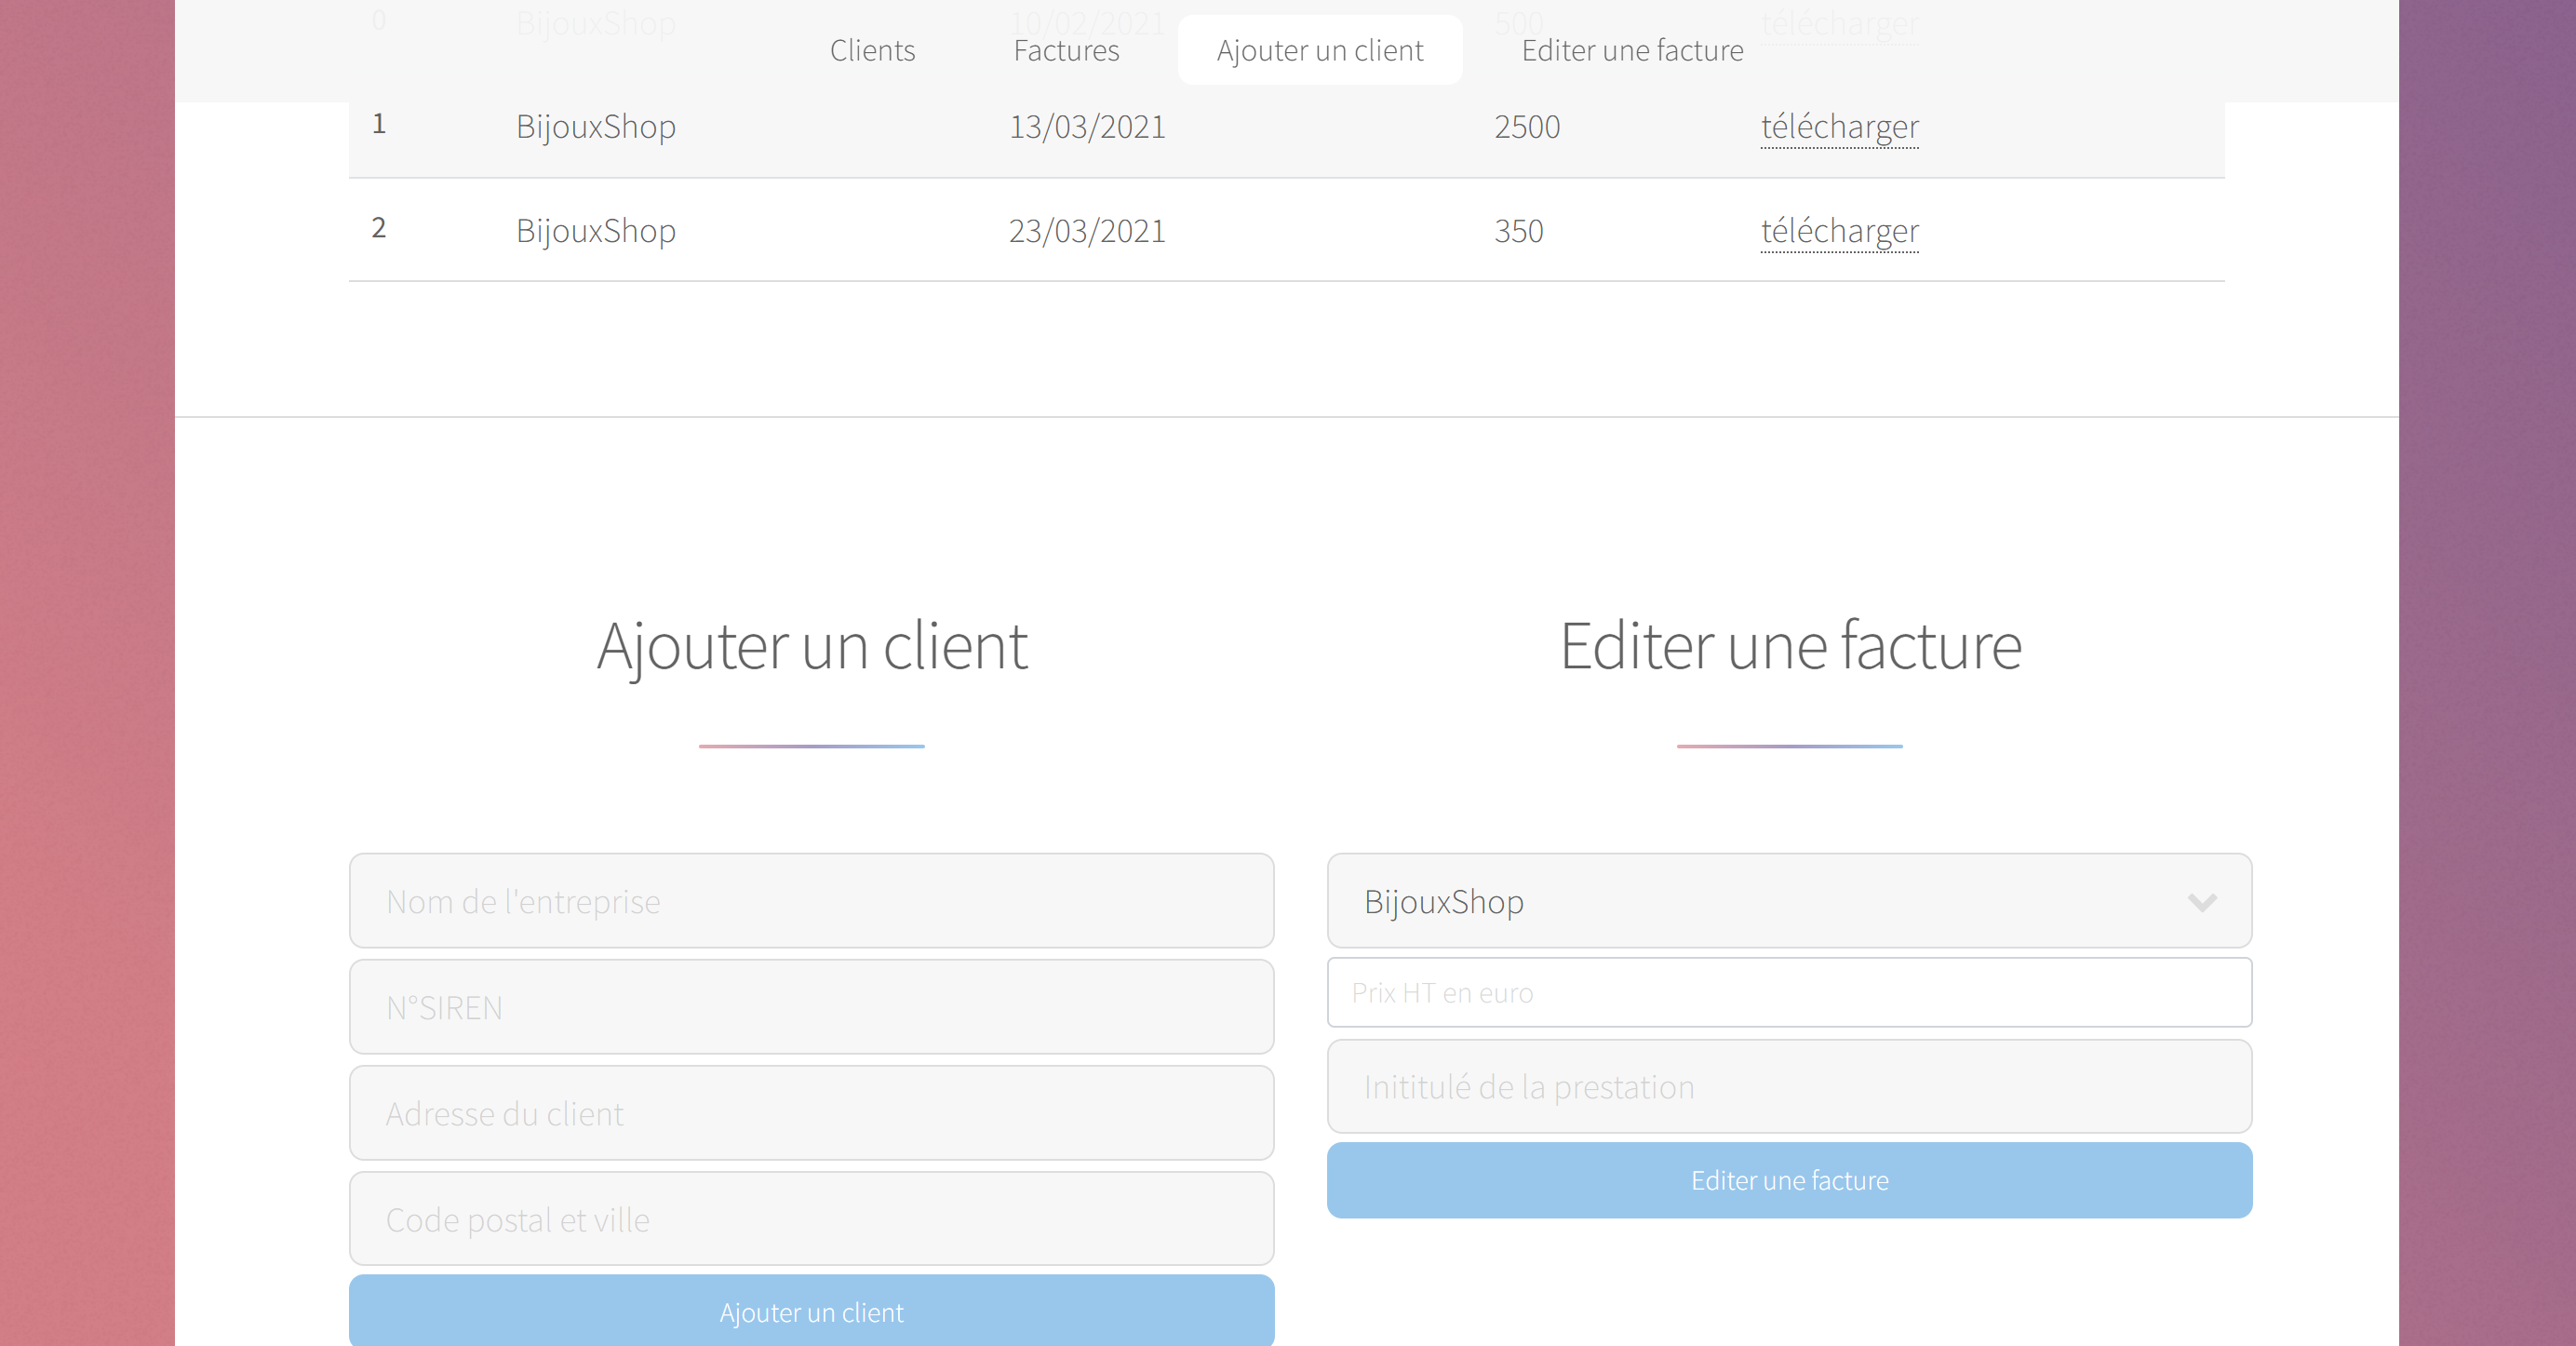 0 BijouxShop 10/02/2021 500 télécharger
Clients Factures Ajouter un client Editer une facture
1 BijouxShop 13/03/2021 2500 télécharger
2 BijouxShop 23/03/2021 350 télécharger
Ajouter un client
Editer une facture
Nom de l'entreprise
N°SIREN
Adresse du client
Code postal et ville
Ajouter un client
BijouxShop
Prix HT en euro
Inititulé de la prestation
Editer une facture